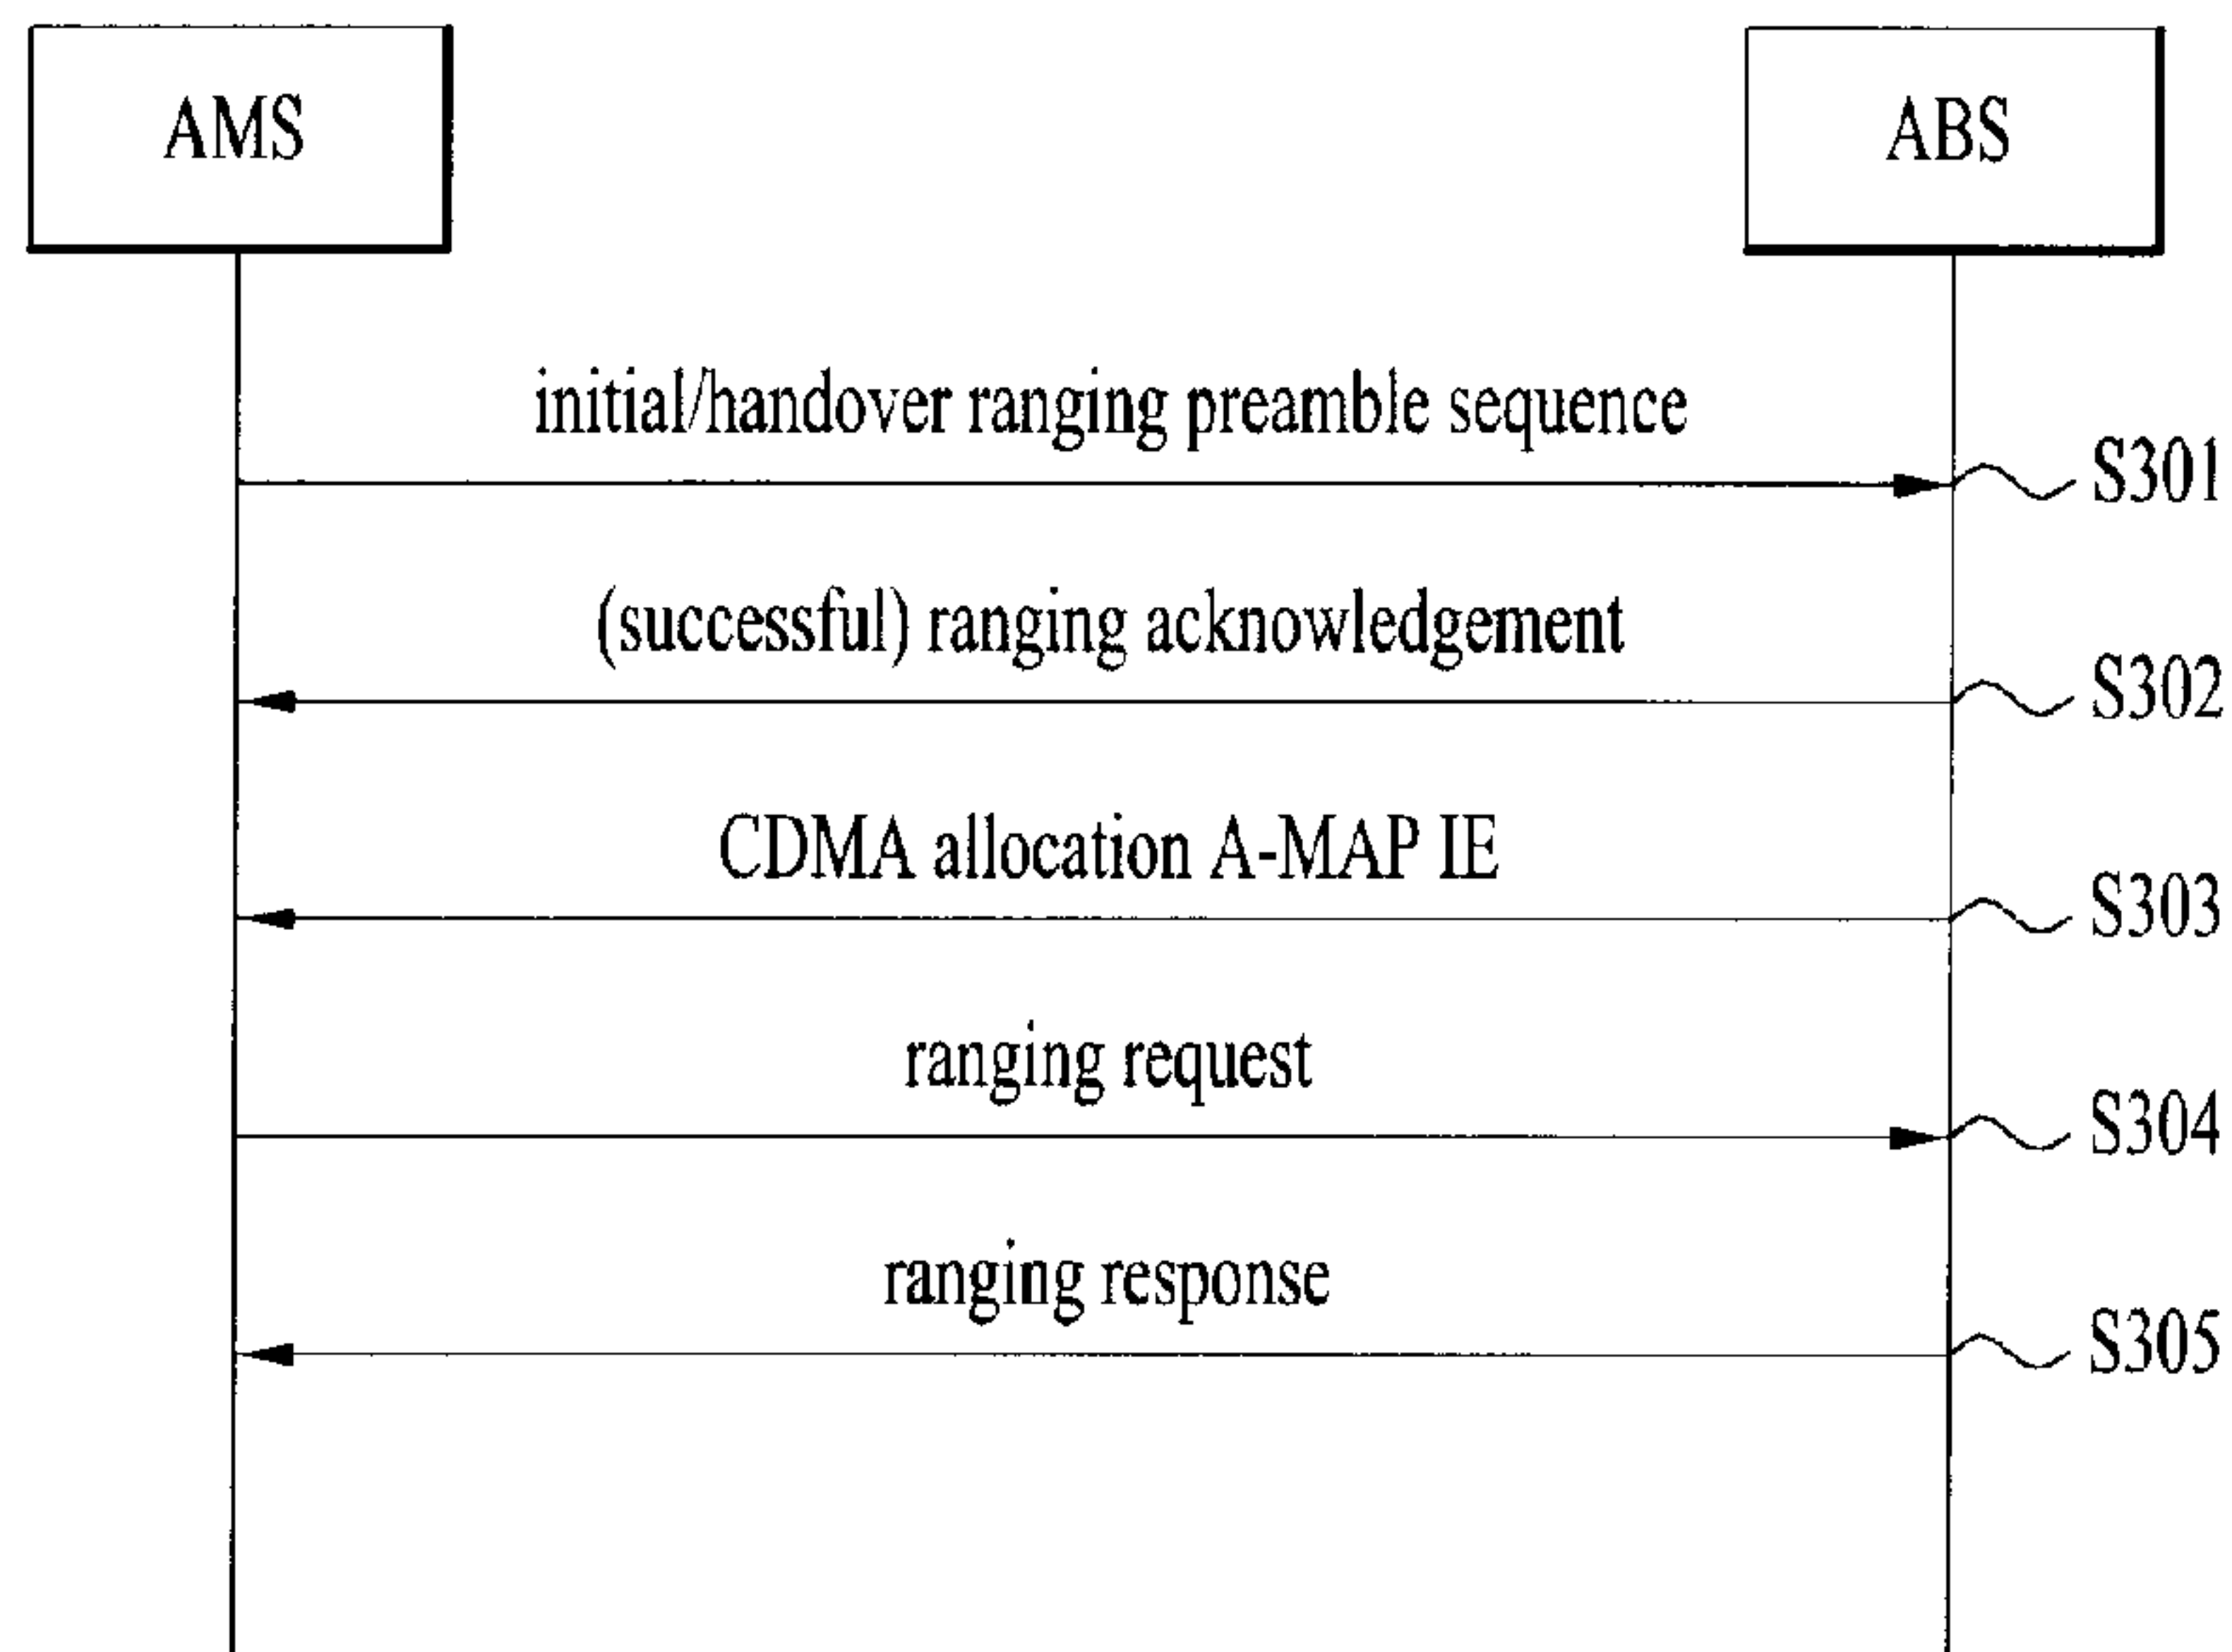 AMS
ABS
initial/handover ranging preamble sequence
S301
(successful) ranging acknowledgement
S302
CDMA allocation A-MAP IE
S303
ranging request
S304
ranging response
S305